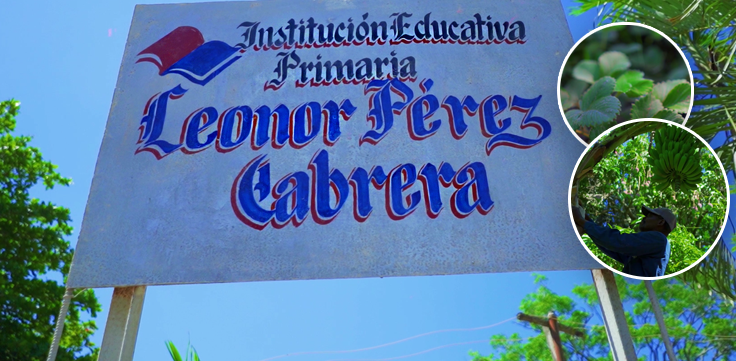 Institución Educativa
Primaria
Leonor Pérez
Cabrera